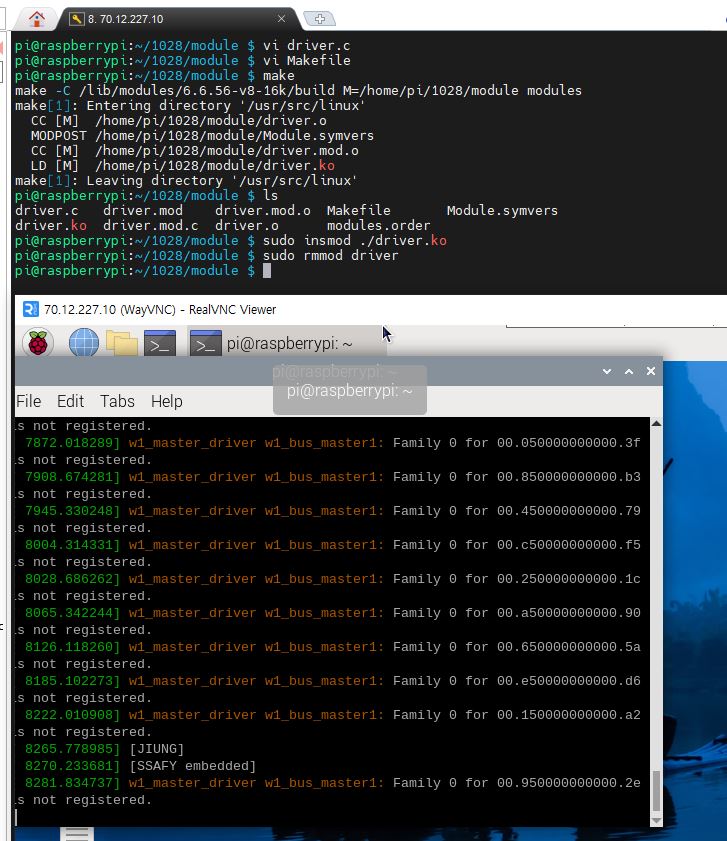 8. 70.12.227.10
pi@raspberrypi:~/1028/module $ vi driver.c
pi@raspberrypi:~/1028/module $ vi Makefile
pi@raspberrypi:~/1028/module $ make
make -C /lib/modules/6.6.56-v8-16k/build M=/home/pi/1028/module modules
make[1]: Entering directory '/usr/src/linux'
CC [M]  /home/pi/1028/module/driver.o
MODPOST /home/pi/1028/module/Module.symvers
CC [M]  /home/pi/1028/module/driver.mod.o
LD [M]  /home/pi/1028/module/driver.ko
make[1]: Leaving directory '/usr/src/linux'
pi@raspberrypi:~/1028/module $ ls
driver.c   driver.mod    driver.mod.o  Makefile       Module.symvers
driver.ko  driver.mod.c  driver.o      modules.order
pi@raspberrypi:~/1028/module $ sudo insmod ./driver.ko
pi@raspberrypi:~/1028/module $ sudo rmmod driver
pi@raspberrypi:~/1028/module $
70.12.227.10 (WayVNC) - RealVNC Viewer
pi@raspberrypi: ~
pi@raspberrypi: ~
pi@raspberrypi: ~
File Edit Tabs Help
is not registered.
7872.018289] w1_master_driver w1_bus_master1: Family 0 for 00.050000000000.3f
is not registered.
7908.674281] w1_master_driver w1_bus_master1: Family 0 for 00.850000000000.b3
is not registered.
7945.330248] w1_master_driver w1_bus_master1: Family 0 for 00.450000000000.79
is not registered.
8004.314331] w1_master_driver w1_bus_master1: Family 0 for 00.c50000000000.f5
is not registered.
8028.686262] w1_master_driver w1_bus_master1: Family 0 for 00.250000000000.1c
is not registered.
8065.342244] w1_master_driver w1_bus_master1: Family 0 for 00.a50000000000.90
is not registered.
8126.118260] w1_master_driver w1_bus_master1: Family 0 for 00.650000000000.5a
is not registered.
8185.102273] w1_master_driver w1_bus_master1: Family 0 for 00.e50000000000.d6
is not registered.
8222.010908] w1_master_driver w1_bus_master1: Family 0 for 00.150000000000.a2
is not registered.
8265.778985] [JIUNG]
8270.233681] [SSAFY embedded]
8281.834737] w1_master_driver w1_bus_master1: Family 0 for 00.950000000000.2e
is not registered.